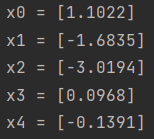 x0 = [1.1022]
x1 = [-1.6835]
x2 = [-3.0194]
x3 = [0.0968]
x4 = [-0.1391]